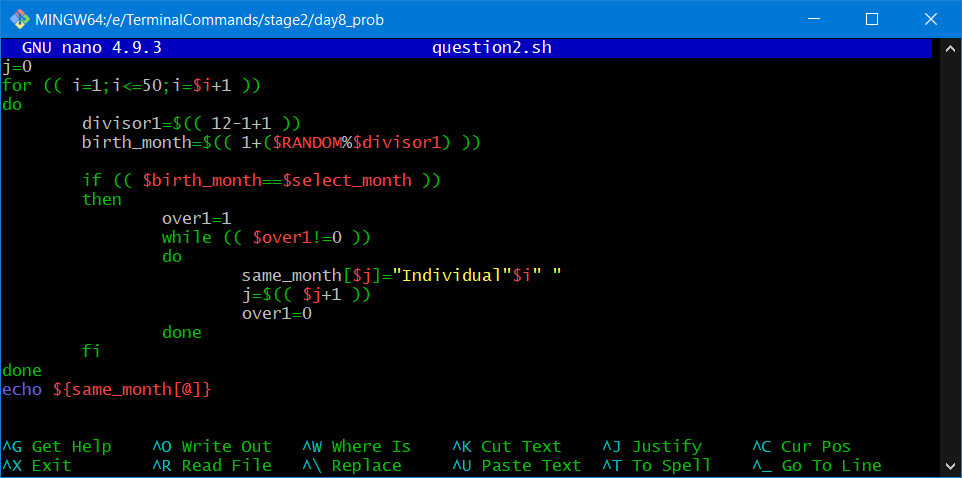 MINGW64:/e/TerminalCommands/stage2/day8_prob
GNU nano 4.9.3 question2.sh
j=0
for (( i=1;i<=50;i=$i+1 ))
do
        divisor1=$(( 12-1+1 ))
        birth_month=$(( 1+($RANDOM%$divisor1) ))

        if (( $birth_month==$select_month ))
        then
                over1=1
                while (( $over1!=0 ))
                do
                        same_month[$j]="Individual"$i" "
                        j=$(( $j+1 ))
                        over1=0
                done
        fi
done
echo ${same_month[@]}
^G Get Help ^O Write Out ^W Where Is ^K Cut Text ^J Justify ^C Cur Pos
^X Exit ^R Read File ^\ Replace ^U Paste Text ^T To Spell ^_ Go To Line